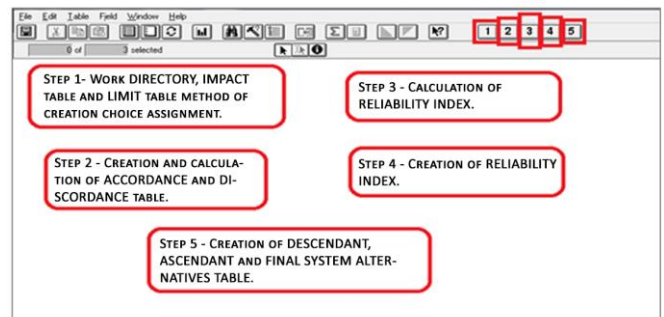 File Edit Table Field Window Help
1 2 3 4 5
0 of 3 selected
STEP 1- WORK DIRECTORY, IMPACT
TABLE AND LIMIT TABLE METHOD OF
CREATION CHOICE ASSIGNMENT.
STEP 3 - CALCULATION OF
RELIABILITY INDEX.
STEP 2 - CREATION AND CALCULA-
TION OF ACCORDANCE AND DI-
SCORDANCE TABLE.
STEP 4 - CREATION OF RELIABILITY
INDEX.
STEP 5 - CREATION OF DESCENDANT,
ASCENDANT AND FINAL SYSTEM ALTER-
NATIVES TABLE.